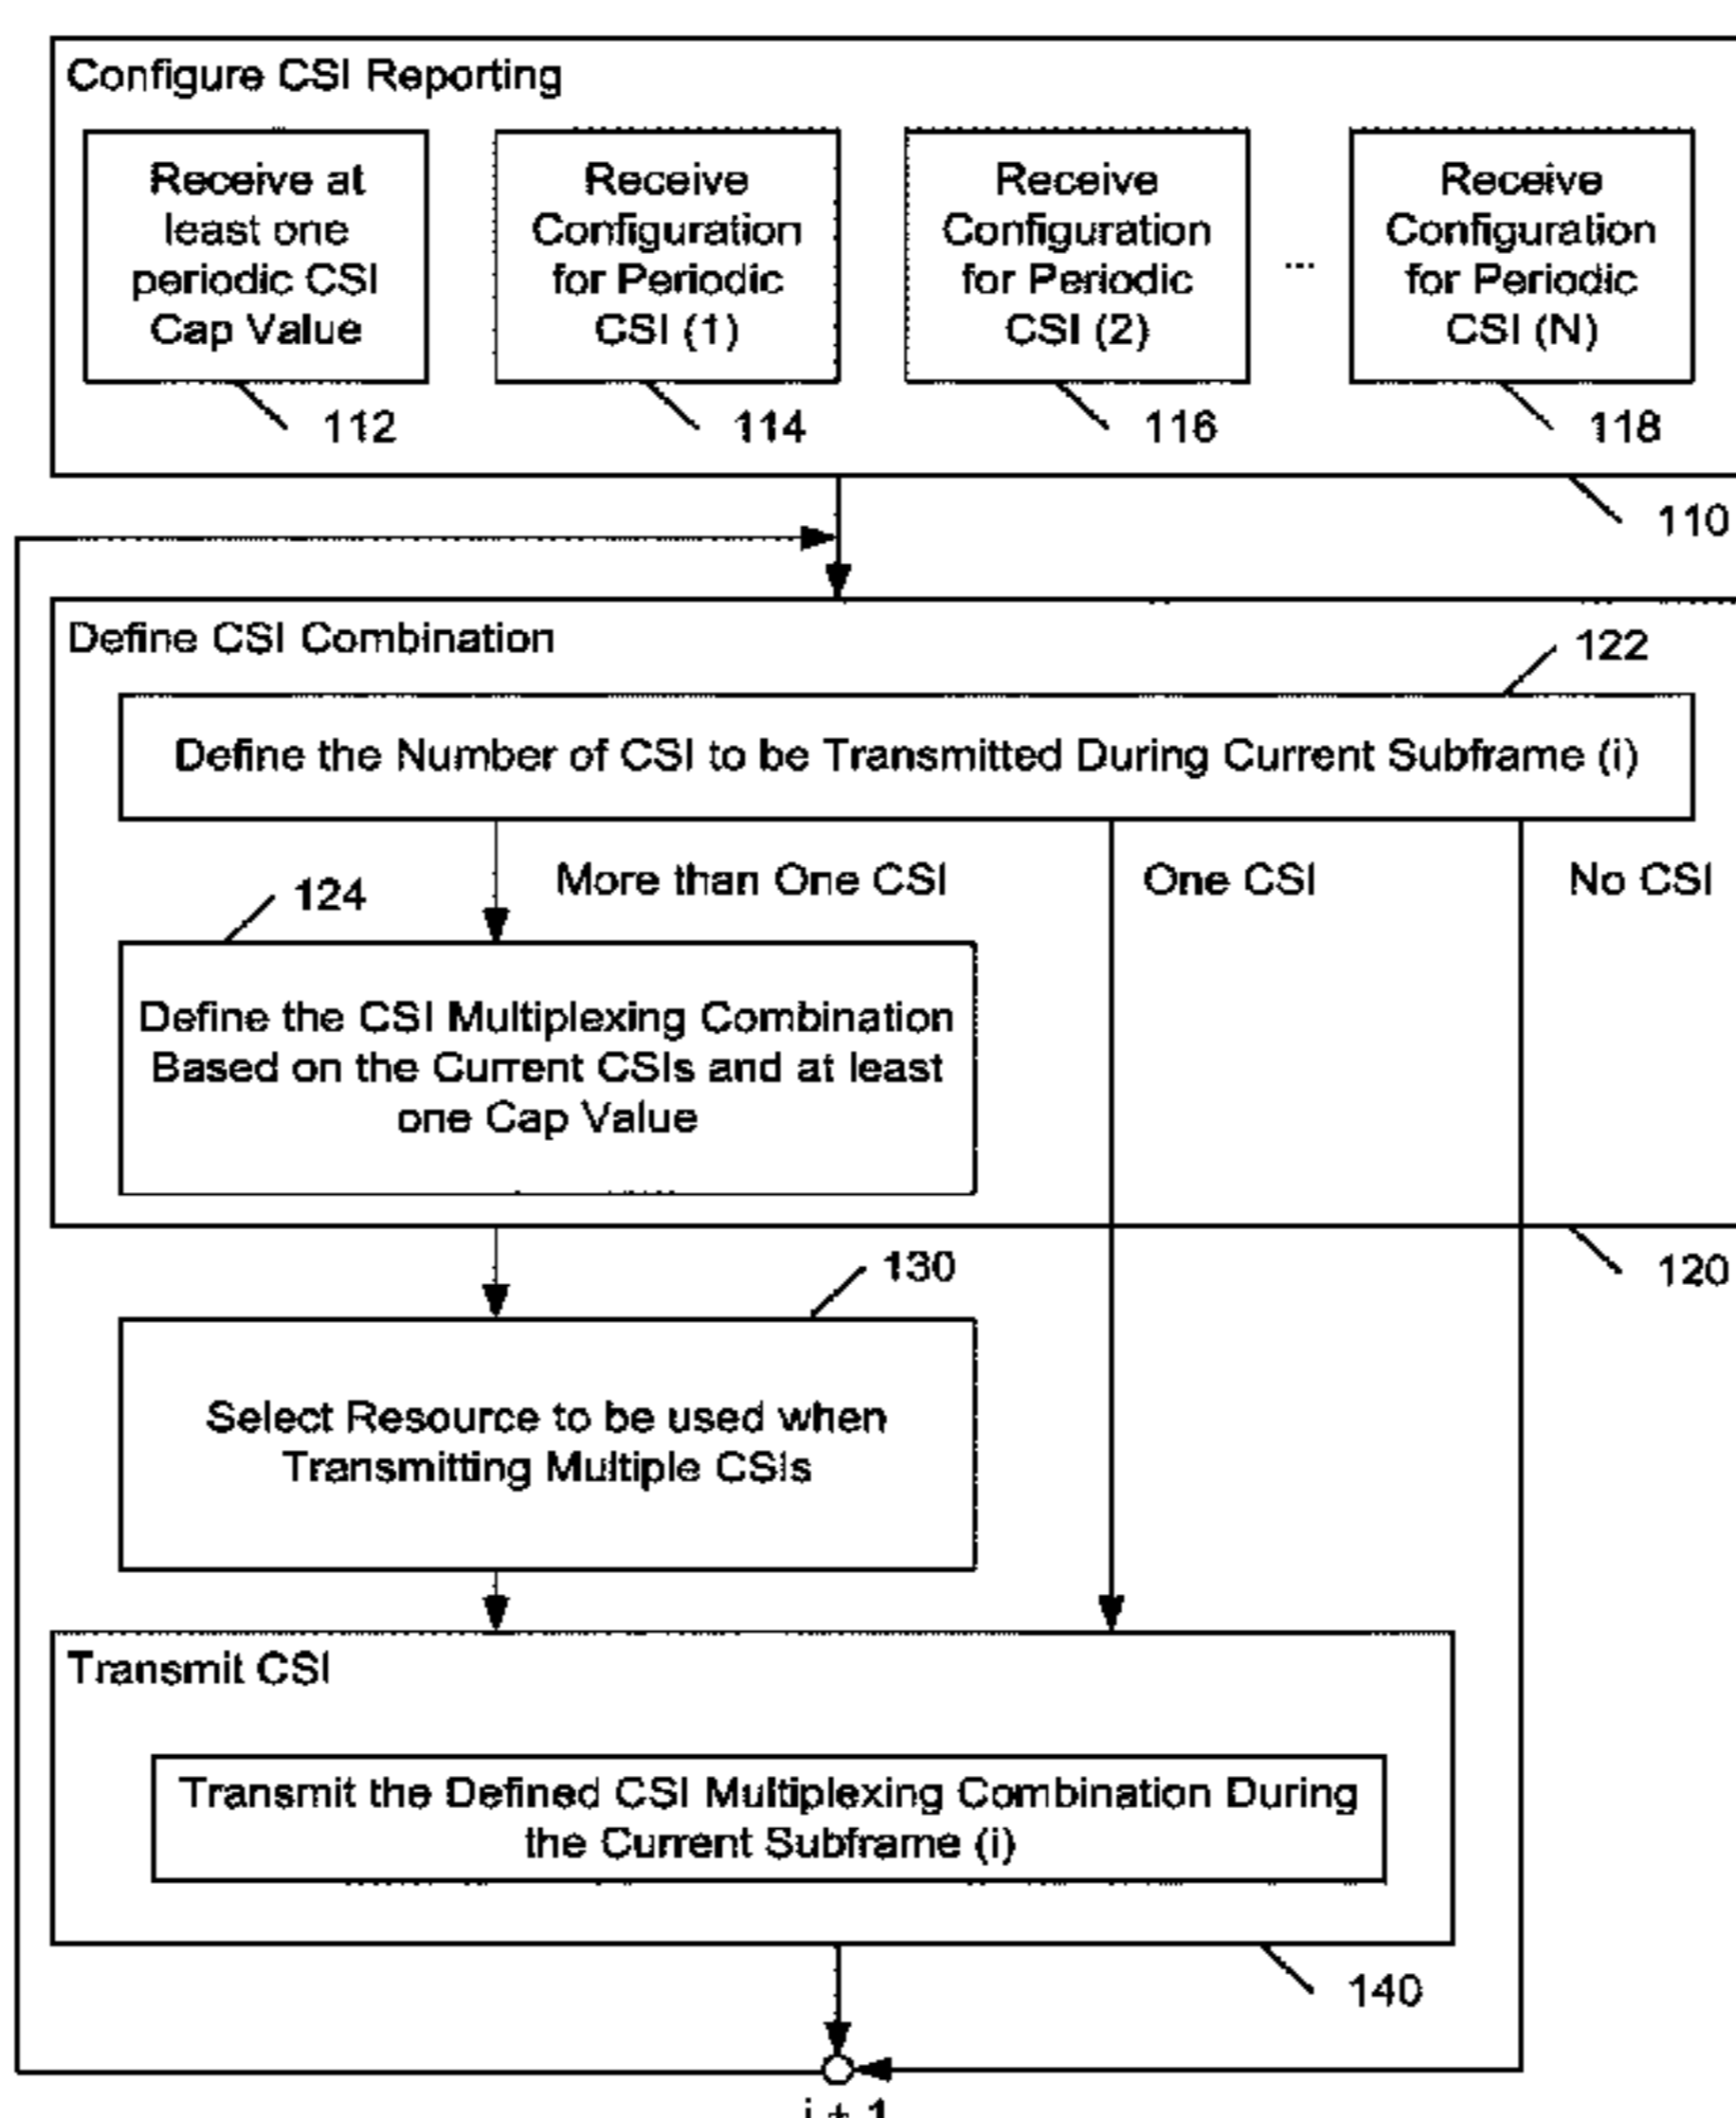 Configure CSI Reporting
Receive at
least one
periodic CSI
Cap Value
Receive
Configuration
for Periodic
CSI (1)
Receive
Configuration
for Periodic
CSI (2)
...
Receive
Configuration
for Periodic
CSI (N)
112
114
116
118
110
Define CSI Combination
122
Define the Number of CSI to be Transmitted During Current Subframe (i)
More than One CSI
One CSI
No CSI
124
Define the CSI Multiplexing Combination
Based on the Current CSIs and at least
one Cap Value
120
130
Select Resource to be used when
Transmitting Multiple CSIs
Transmit CSI
Transmit the Defined CSI Multiplexing Combination During
the Current Subframe (i)
140
i + 1